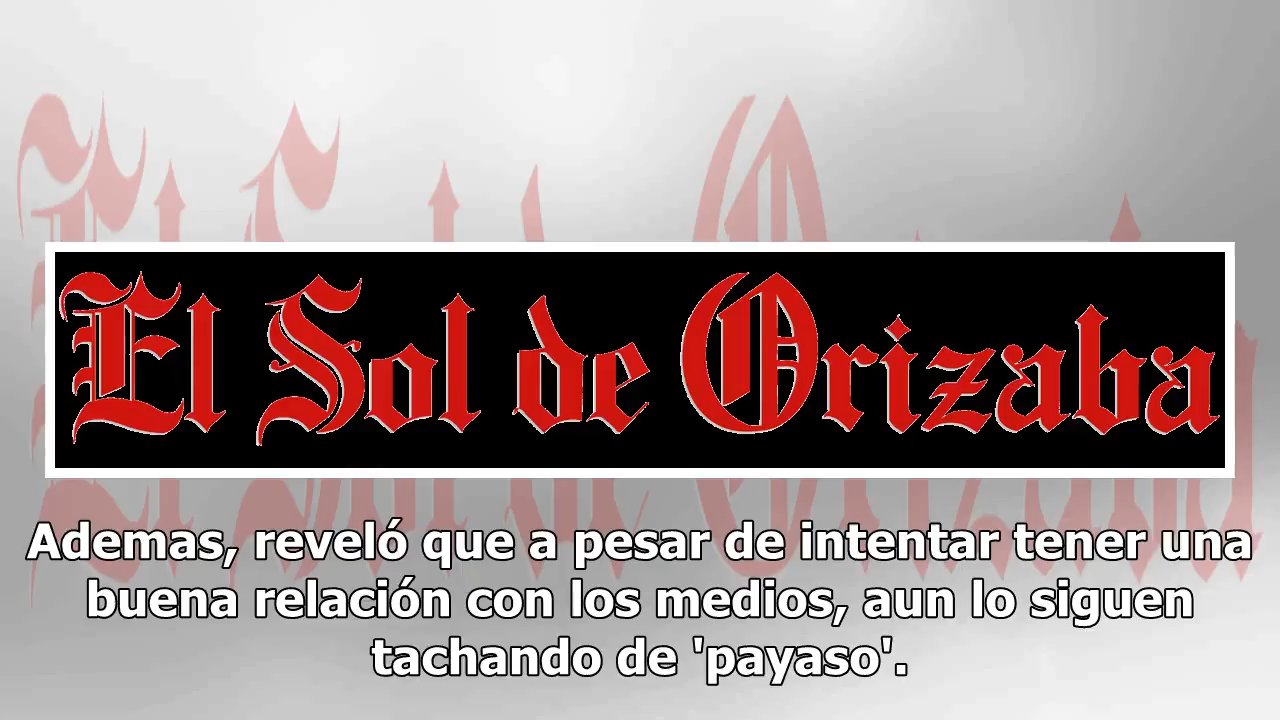 El Sol de Orizaba
Ademas, reveló que a pesar de intentar tener una
buena relación con los medios, aun lo siguen
tachando de 'payaso'.